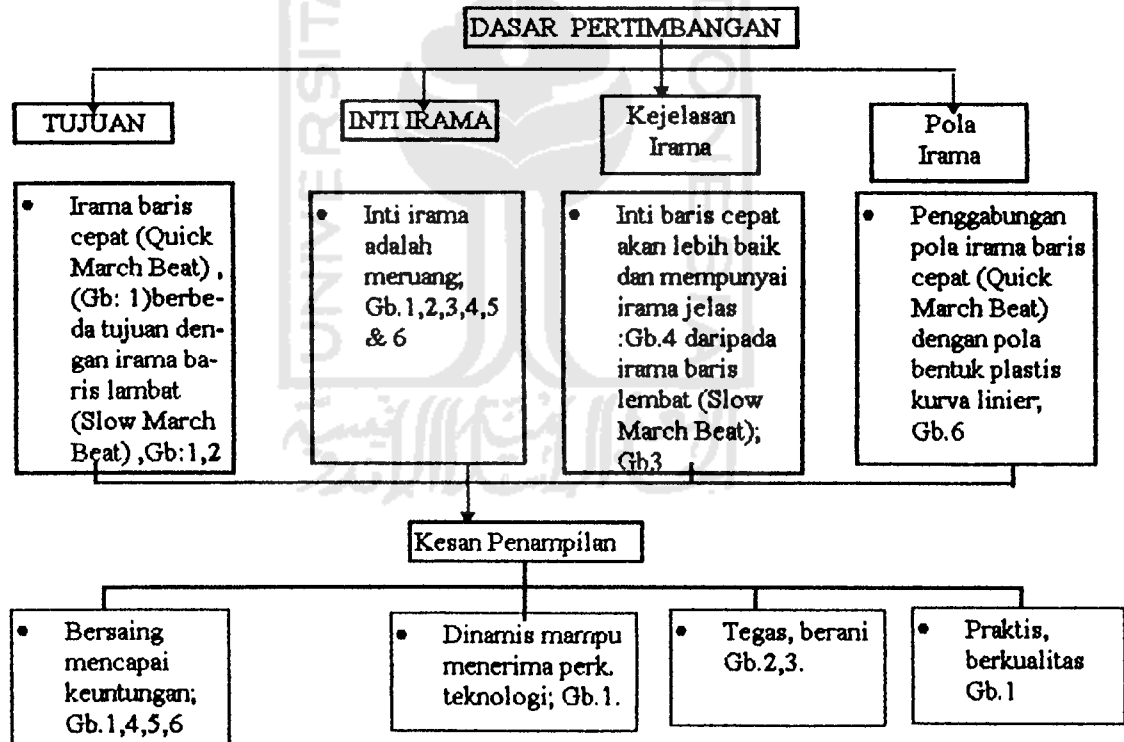 DASAR PERTIMBANGAN
TUJUAN
INTI IRAMA
Kejelasan
Irama
Pola
Irama
• Irama baris
cepat (Quick
March Beat) ,
(Gb: 1)berbe-
da tujuan den-
gan irama ba-
ris lambat
(Slow March
Beat) ,Gb:1,2
• Inti irama
adalah
meruang;
Gb.1,2,3,4,5
& 6
• Inti baris cepat
akan lebih baik
dan mempunyai
irama jelas
:Gb.4 daripada
irama baris
lembat (Slow
March Beat);
Gb3
• Penggabungan
pola irama baris
cepat (Quick
March Beat)
dengan pola
bentuk plastis
kurva linier;
Gb.6
Kesan Penampilan
• Bersaing
mencapai
keuntungan;
Gb.1,4,5,6
• Dinamis mampu
menerima perk.
teknologi; Gb.1.
• Tegas, berani
Gb.2,3.
• Praktis,
berkualitas
Gb.1